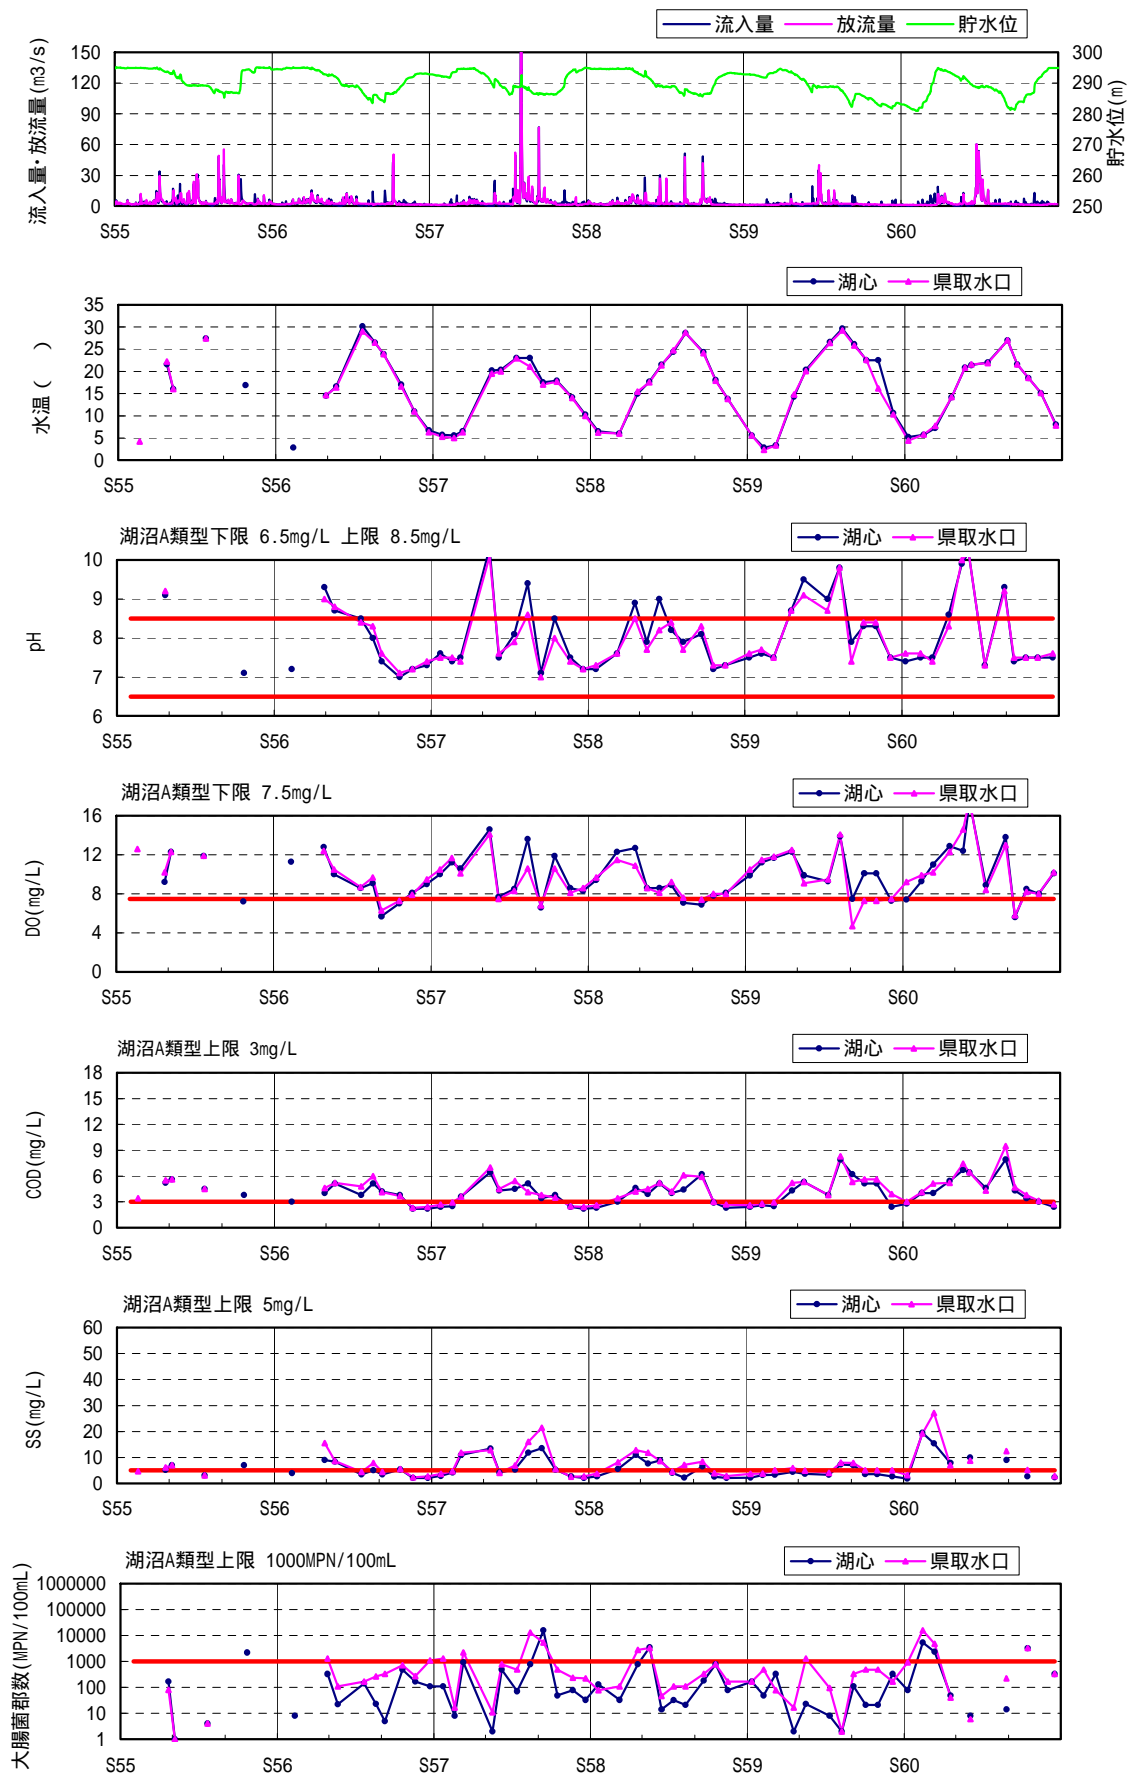 流入量 放流量 貯水位
流入量・放流量(m3/s)
150
120
90
60
30
0
300
290
280
270
260
250
貯水位(m)
S55 S56 S57 S58 S59 S60
湖心 県取水口
水温( )
35
30
25
20
15
10
5
0
S55 S56 S57 S58 S59 S60
湖沼A類型下限 6.5mg/L 上限 8.5mg/L
湖心 県取水口
pH
10
9
8
7
6
S55 S56 S57 S58 S59 S60
湖沼A類型下限 7.5mg/L
湖心 県取水口
DO(mg/L)
16
12
8
4
0
S55 S56 S57 S58 S59 S60
湖沼A類型上限 3mg/L
湖心 県取水口
COD(mg/L)
18
15
12
9
6
3
0
S55 S56 S57 S58 S59 S60
湖沼A類型上限 5mg/L
湖心 県取水口
SS(mg/L)
60
50
40
30
20
10
0
S55 S56 S57 S58 S59 S60
湖沼A類型上限 1000MPN/100mL
湖心 県取水口
大腸菌郡数(MPN/100mL)
1000000
100000
10000
1000
100
10
1
S55 S56 S57 S58 S59 S60